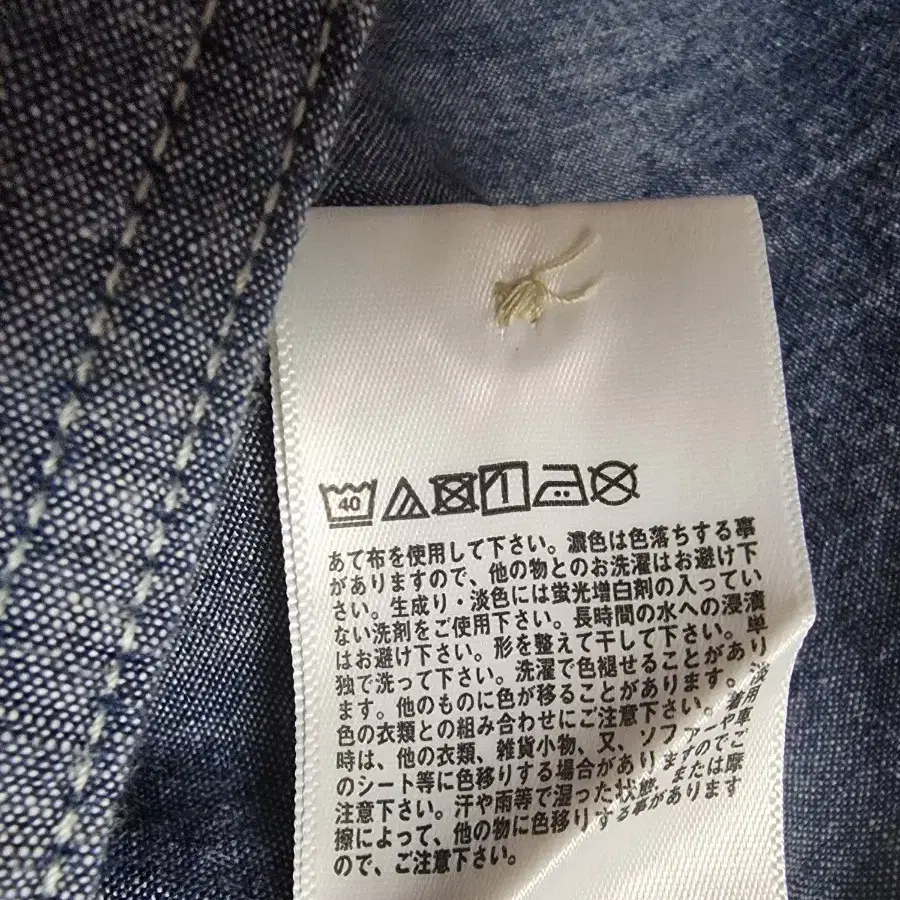 40
あて布を使用して下さい。濃色は色落ちする事
がありますので、他の物とのお洗濯はお避け下
さい。生成り・淡色には蛍光増白剤の入ってい
ない洗剤をご使用下さい。長時間の水への浸漬
はお避け下さい。形を整えて干して下さい。単
独で洗って下さい。洗濯で色褪せることがあり
ます。他のものに色が移ることがあります。淡
色の衣類との組み合わせにご注意下さい。着用
時は、他の衣類、雑貨小物、又、ソファーや車
のシート等に色移りする場合がありますのでご
注意下さい。汗や雨等で湿った状態、または摩
擦によって、他の物に色移りする事があります
ので、ご注意下さい。